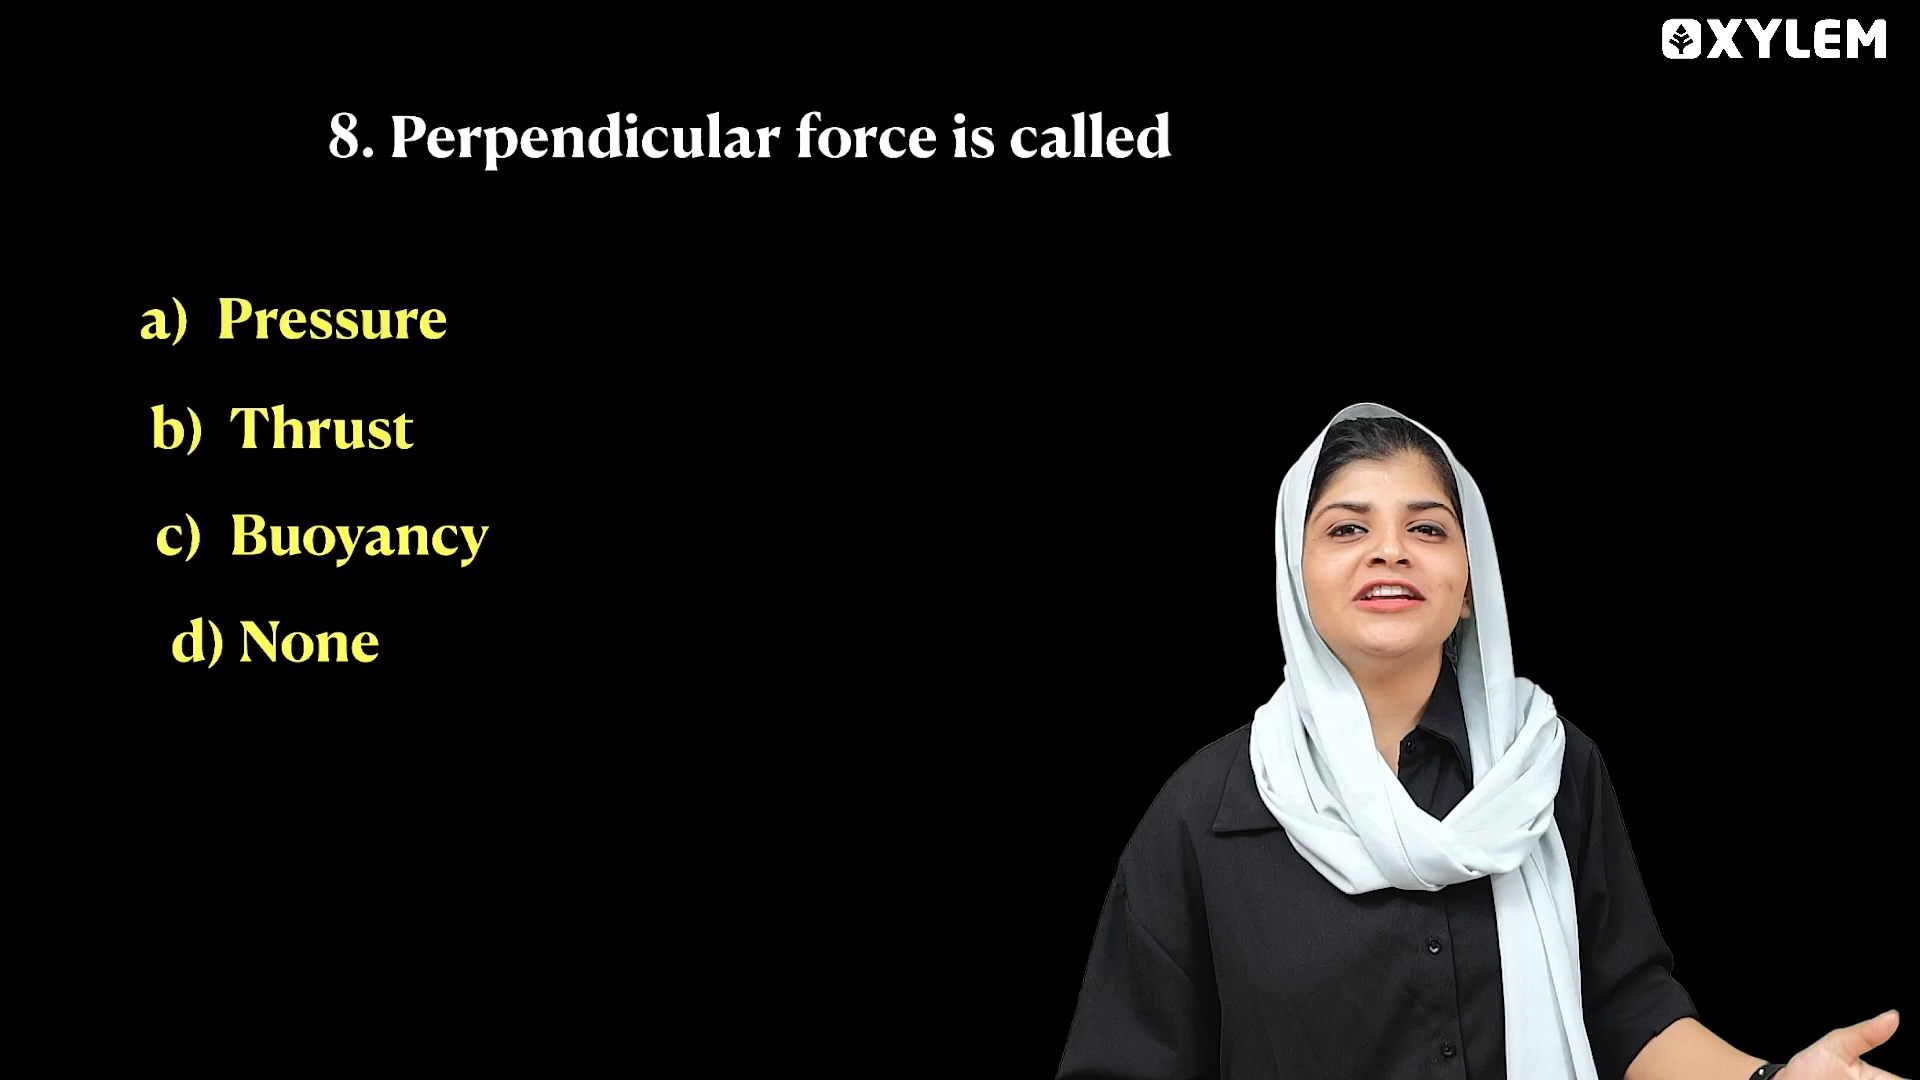 XYLEM
8. Perpendicular force is called
a) Pressure
b) Thrust
c) Buoyancy
d) None